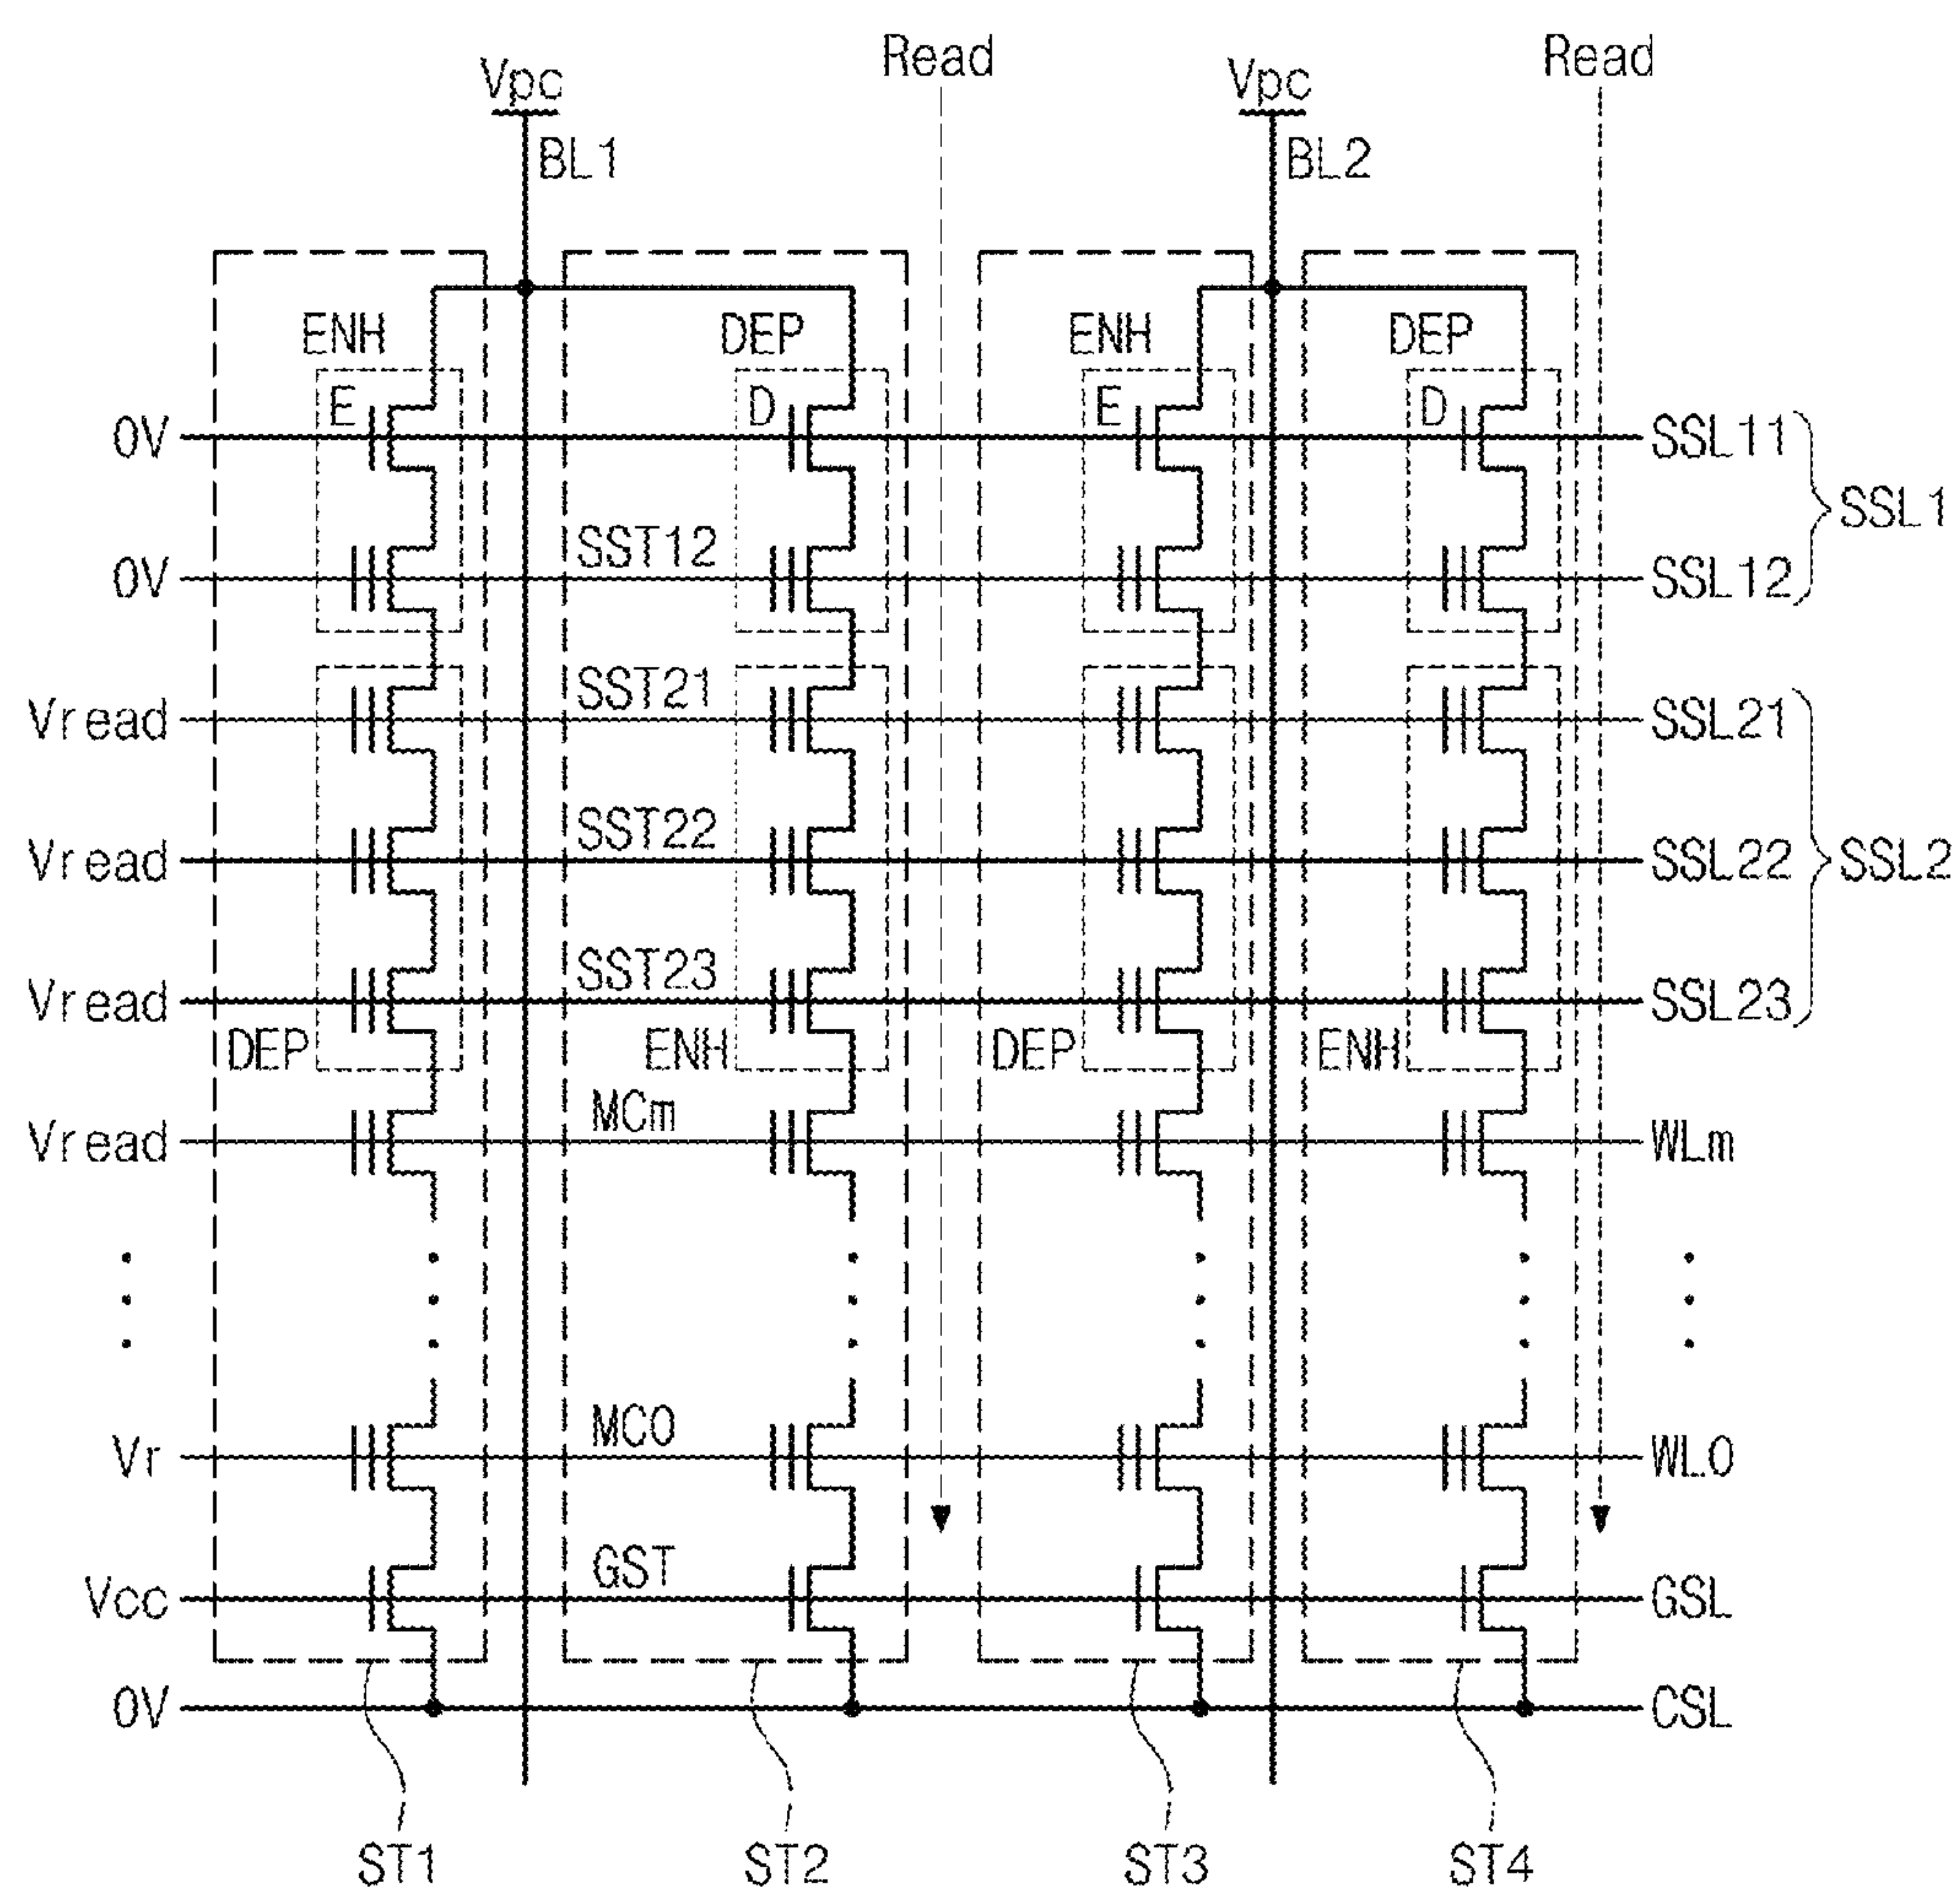 Read Read
Vpc Vpc
BL1 BL2
ENH DEP ENH DEP
E D E D
0V SSL11
SSL1
SST12
0V SSL12
SST21
Vread SSL21
SST22
Vread SSL22 SSL2
SST23
Vread SSL23
DEP ENH DEP ENH
MCm
Vread WLm
MC0
Vr WL0
GST
Vcc GSL
0V CSL
ST1 ST2 ST3 ST4